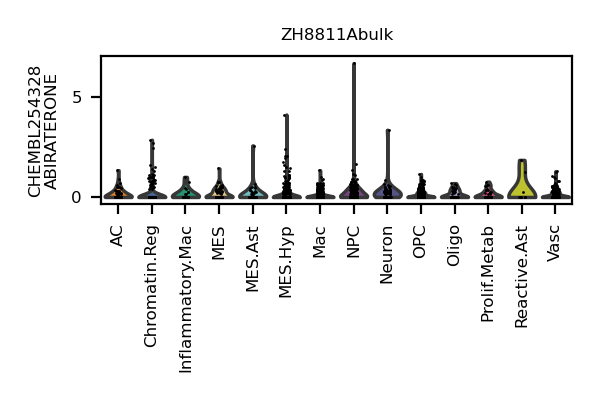 ZH8811Abulk
CHEMBL254328
ABIRATERONE
5
0
AC
Chromatin.Reg
Inflammatory.Mac
MES
MES.Ast
MES.Hyp
Mac
NPC
Neuron
OPC
Oligo
Prolif.Metab
Reactive.Ast
Vasc